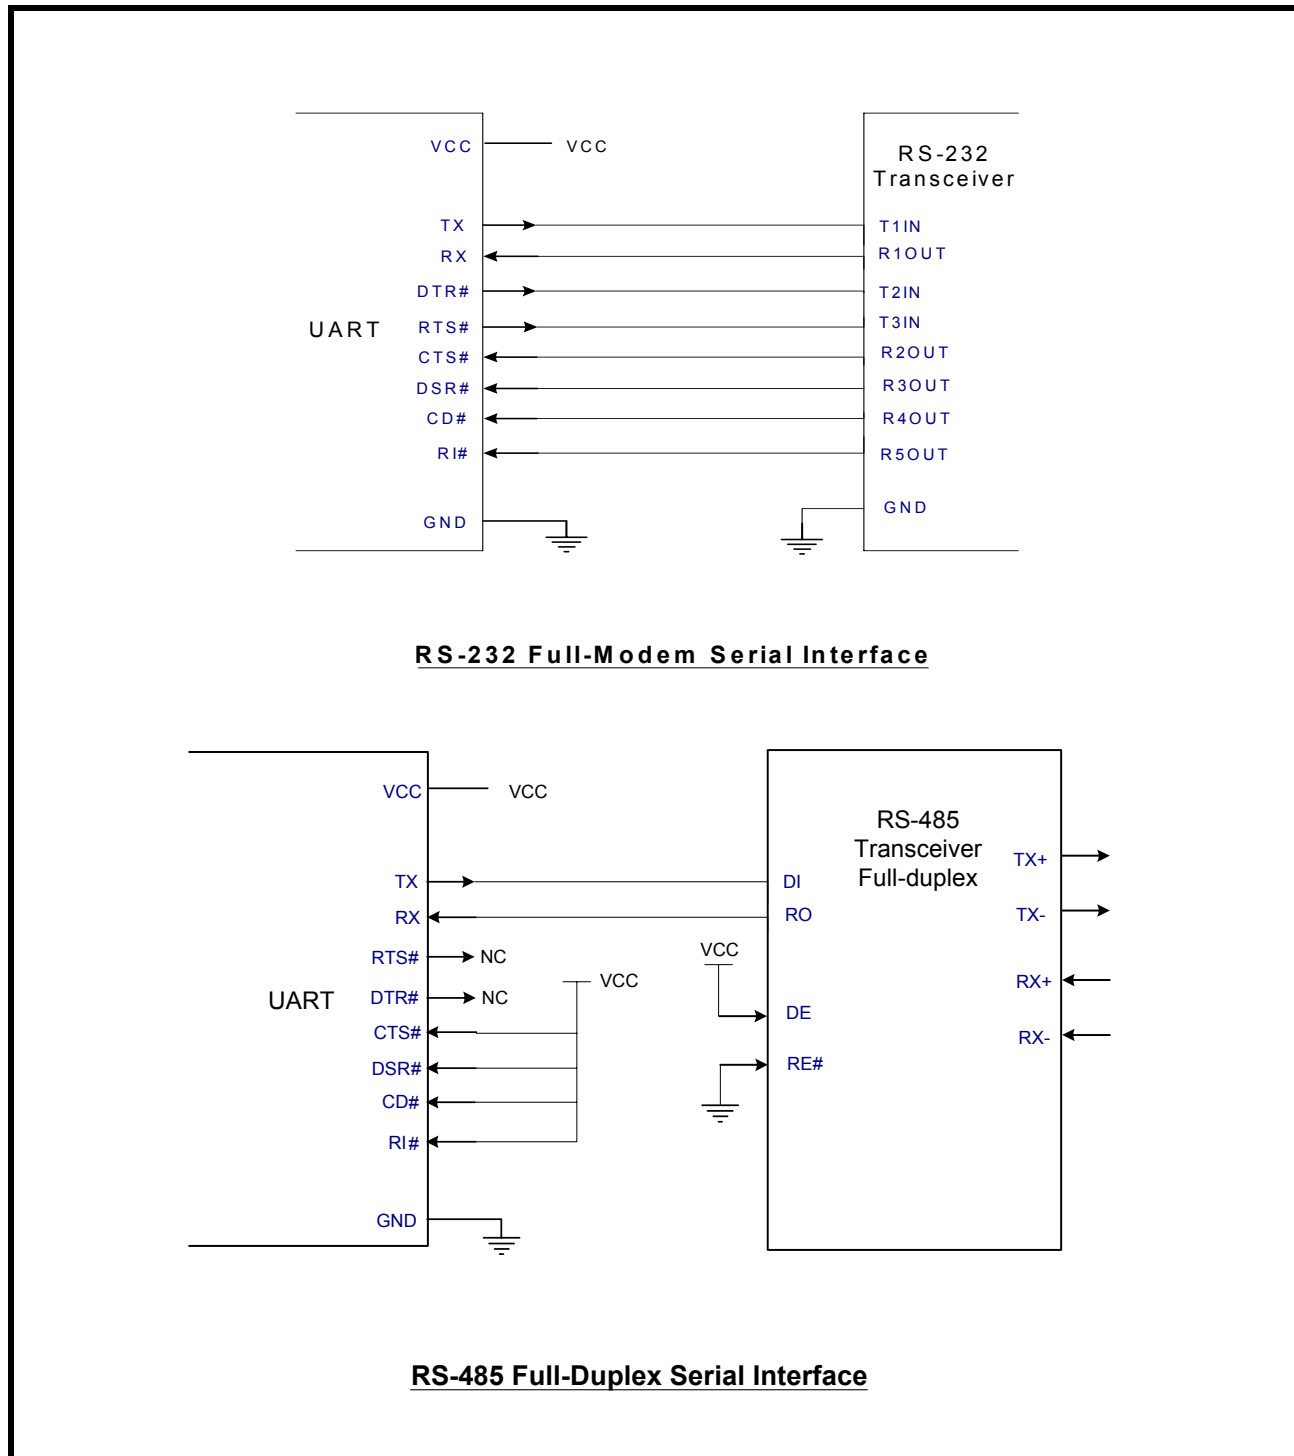 VCC VCC
RS-232
Transceiver
TX T1IN
RX R1OUT
DTR# T2IN
UART RTS# T3IN
CTS# R2OUT
DSR# R3OUT
CD# R4OUT
RI# R5OUT
GND GND
RS-232 Full-Modem Serial Interface
VCC VCC
RS-485
Transceiver
Full-duplex
TX+
TX DI
RX RO TX-
RTS# NC VCC
UART DTR# NC VCC RX+
CTS# DE
RX-
DSR# RE#
CD#
RI#
GND
RS-485 Full-Duplex Serial Interface